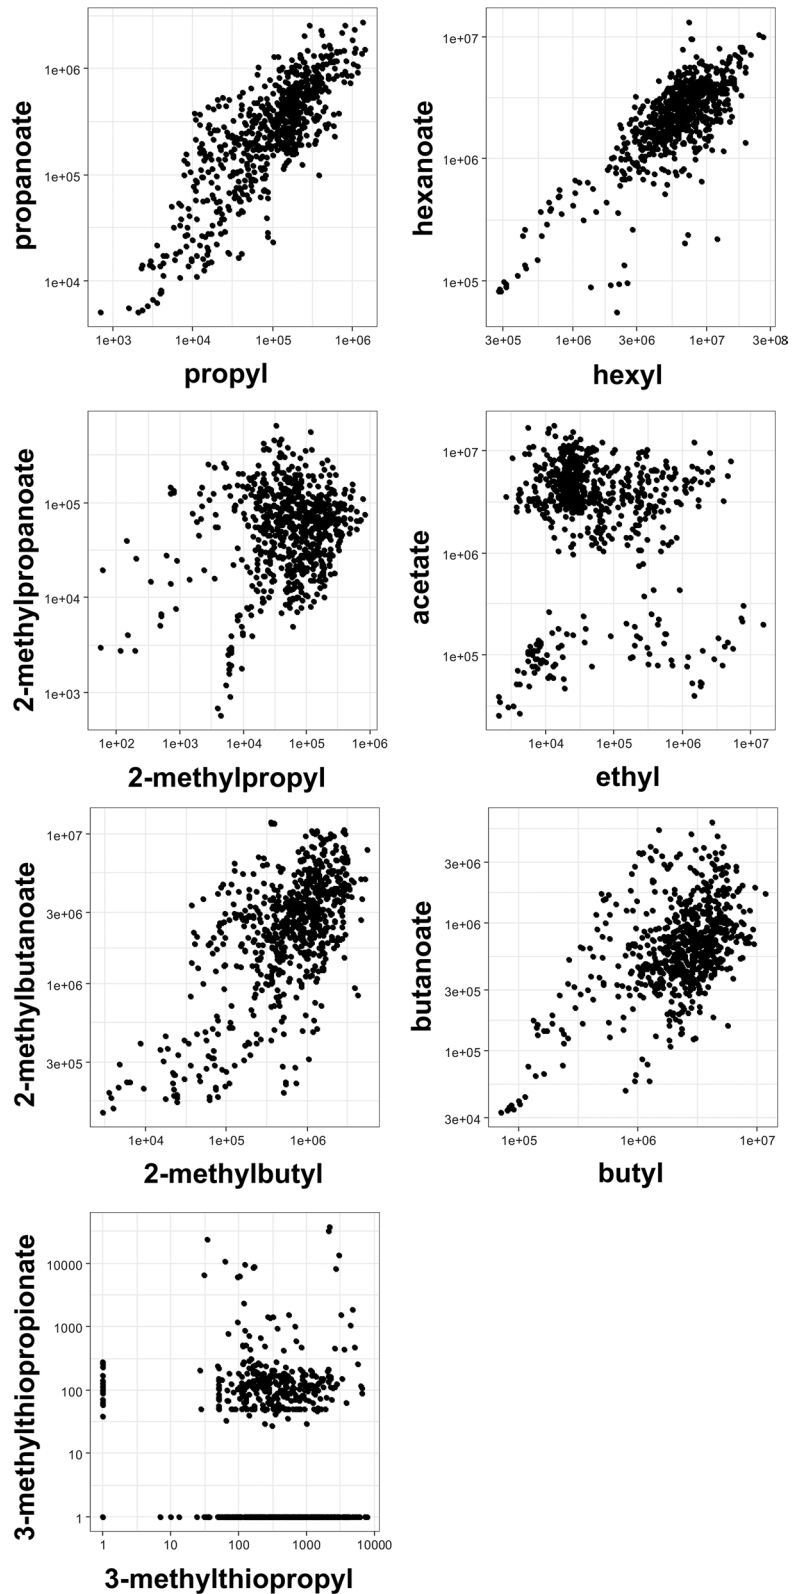 propanoate
1e+06
1e+05
1e+04
1e+03 1e+04 1e+05 1e+06
propyl
hexanoate
1e+07
1e+06
1e+05
3e+05 1e+06 3e+06 1e+07 3e+08
hexyl
2-methylpropanoate
1e+05
1e+04
1e+03
1e+02 1e+03 1e+04 1e+05 1e+06
2-methylpropyl
acetate
1e+07
1e+06
1e+05
1e+04 1e+05 1e+06 1e+07
ethyl
2-methylbutanoate
1e+07
3e+06
1e+06
3e+05
1e+04 1e+05 1e+06
2-methylbutyl
butanoate
3e+06
1e+06
3e+05
1e+05
3e+04
1e+05 1e+06 1e+07
butyl
3-methylthiopropionate
10000
1000
100
10
1
1 10 100 1000 10000
3-methylthiopropyl